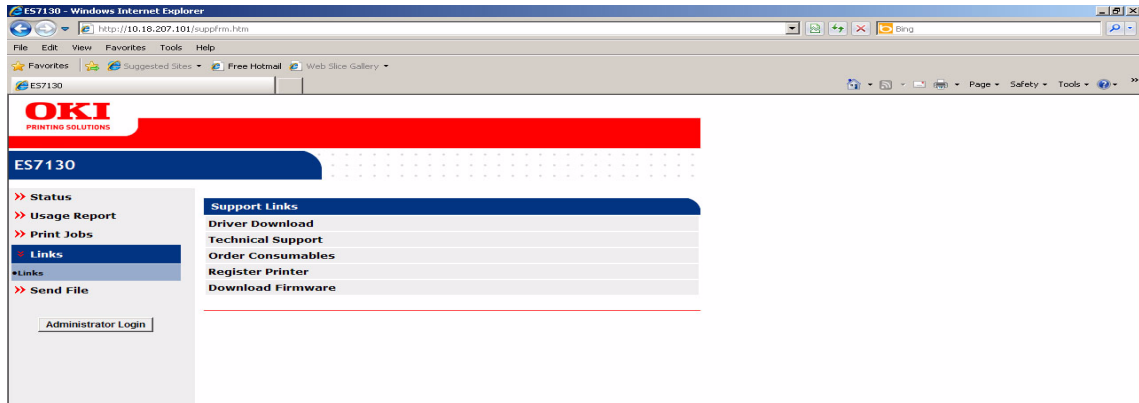 ES7130 - Windows Internet Explorer
http://10.18.207.101/suppfrm.htm
Bing
File Edit View Favorites Tools Help
Favorites Suggested Sites Free Hotmail Web Slice Gallery
ES7130
Page Safety Tools »
OKI
PRINTING SOLUTIONS
ES7130
Status
Usage Report
Print Jobs
Links
•Links
Send File
Administrator Login
Support Links
Driver Download
Technical Support
Order Consumables
Register Printer
Download Firmware